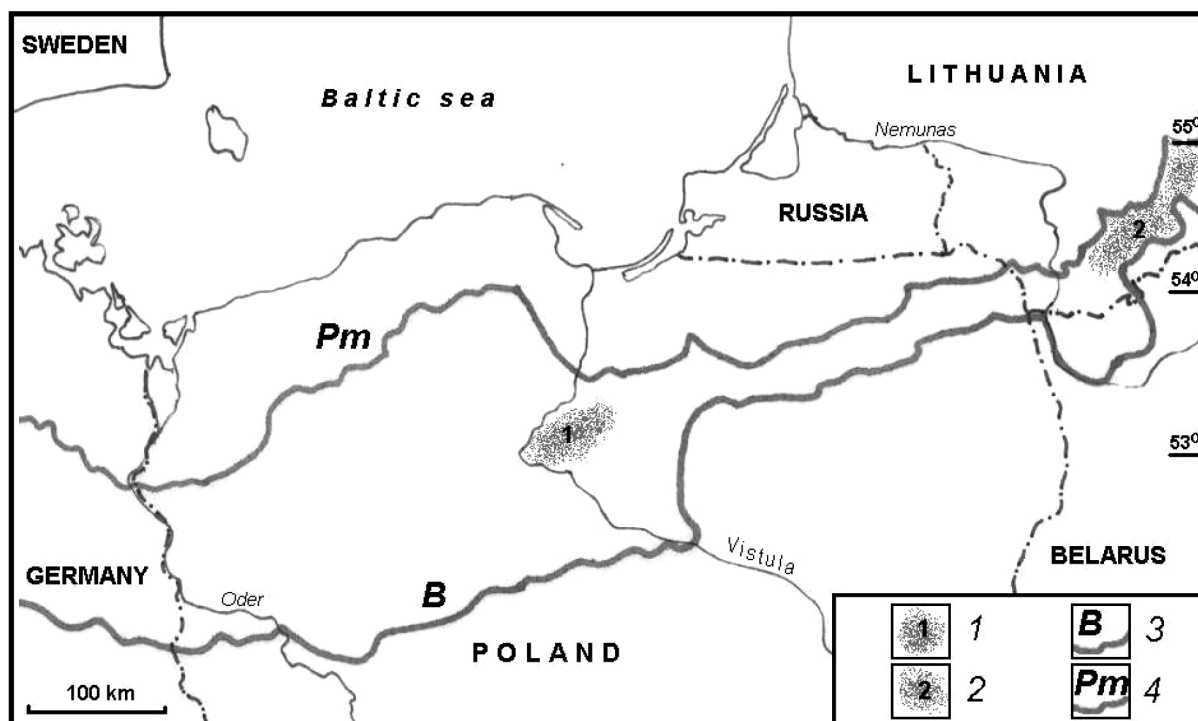 SWEDEN
Baltic sea
LITHUANIA
Nemunas
55°
RUSSIA
2
54°
Pm
1
53°
GERMANY
Oder
B
Vistula
BELARUS
POLAND
100 km
1 1
B 3
2 2
Pm 4